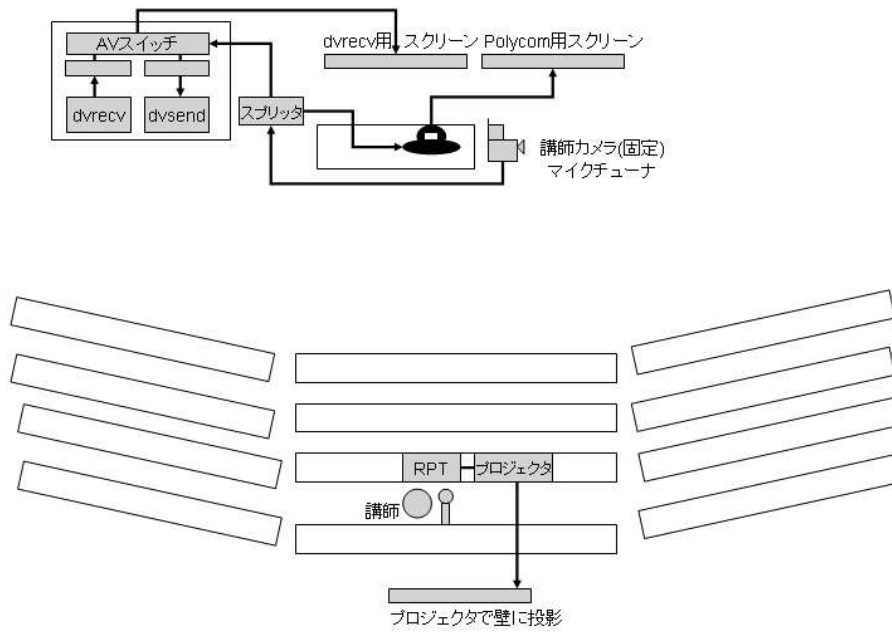 AVスイッチ
dvrecv用 スクリーン
Polycom用スクリーン
dvrecv
dvsend
スプリッタ
講師カメラ(固定)
マイクチューナ
RPT
プロジェクタ
講師
プロジェクタで壁に投影